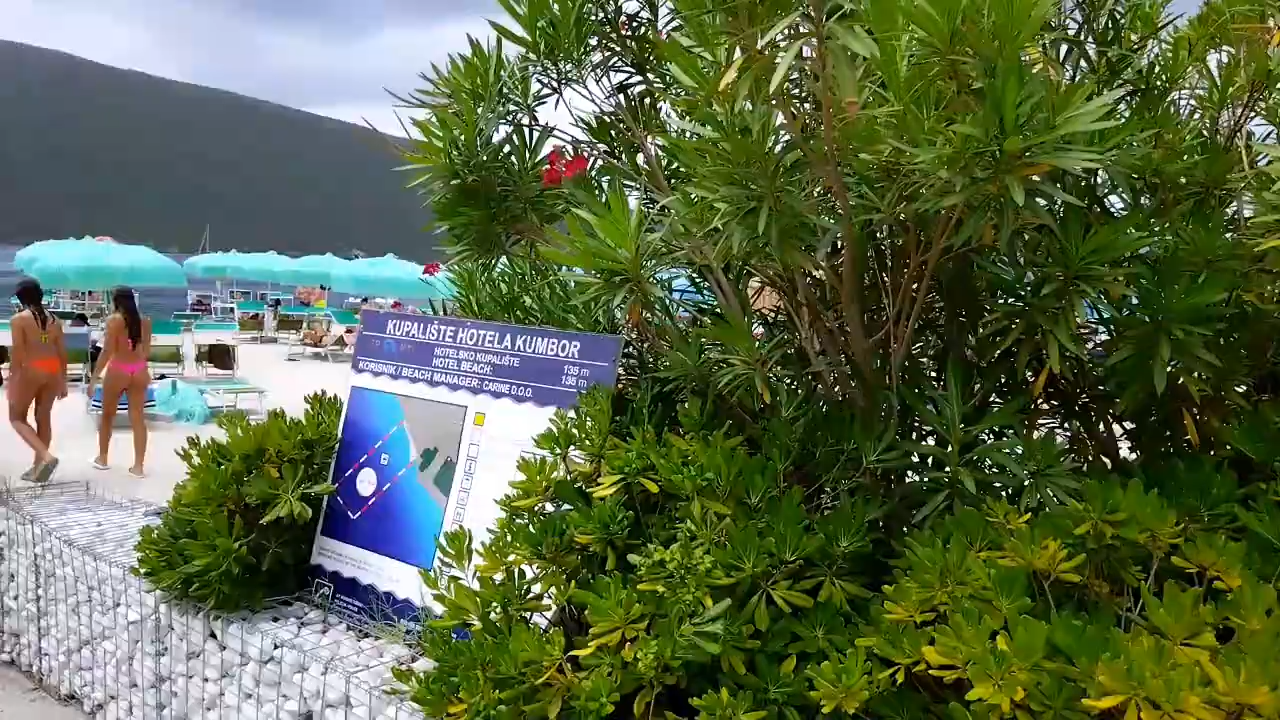 KUPALIŠTE HOTELA KUMBOR
HOTELSKO KUPALIŠTE 135 m
HOTEL BEACH: 135 m
KORISNIK / BEACH MANAGER: CARINE D.O.O.